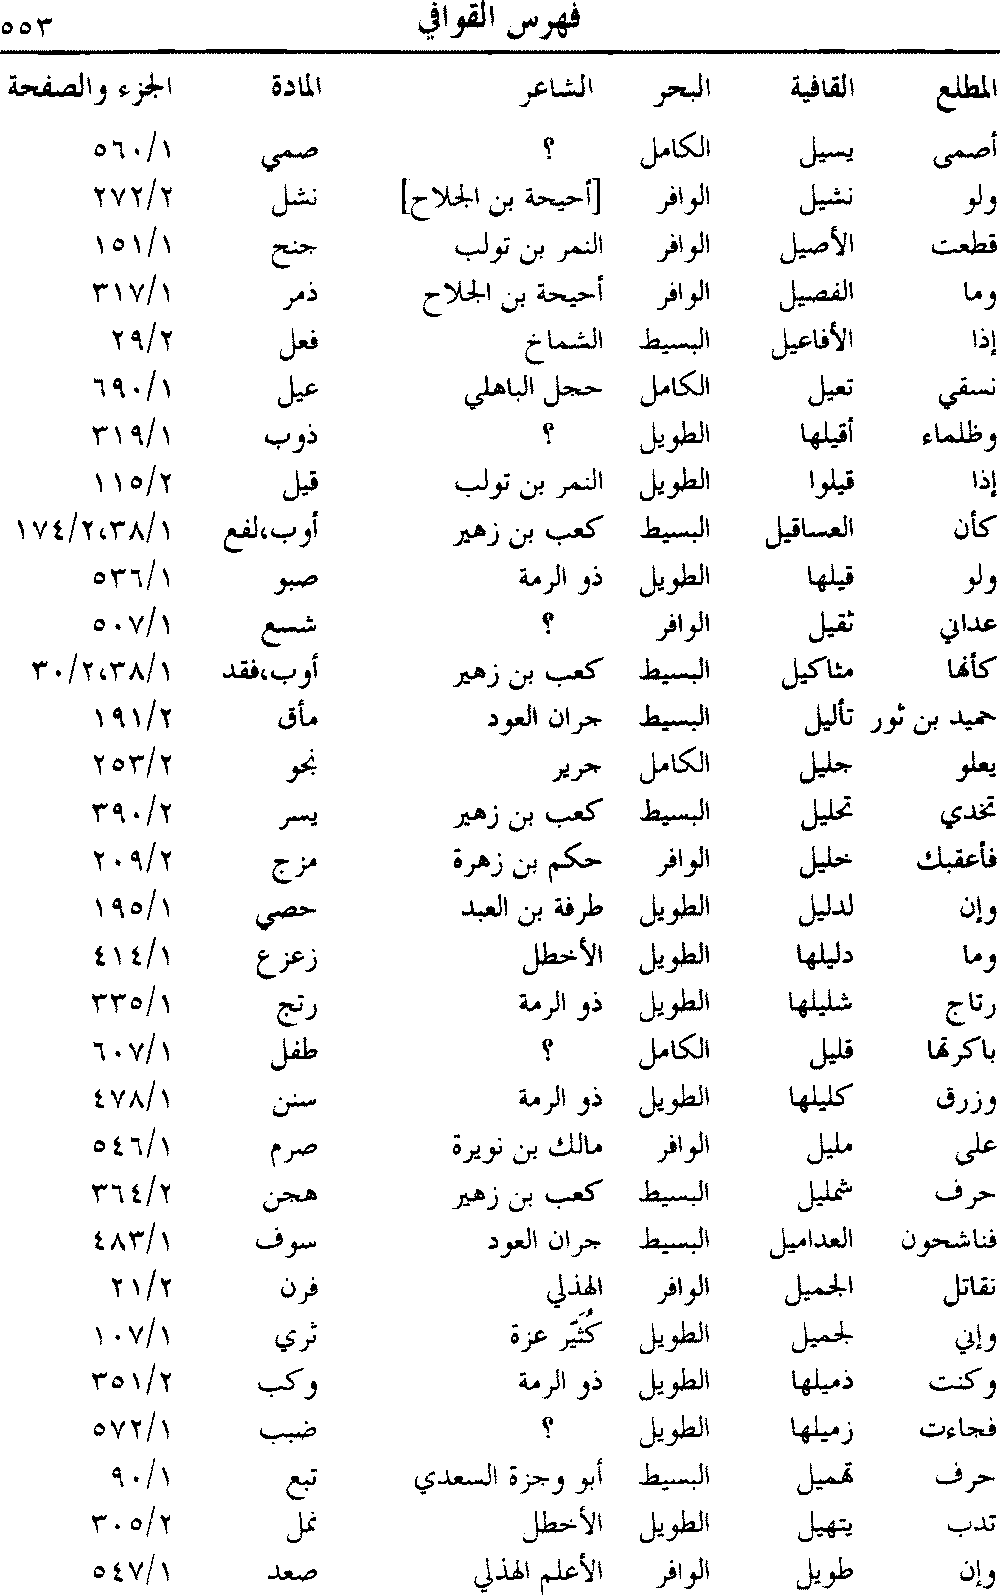 فهرس القوافي ٥٥٣
المطلع القافية البحر الشاعر المادة الجزء والصفحة
أصمى يسيل الكامل ؟ صمي ٥٦٠/١
ولو نشيل الوافر [أحيحة بن الجلاح] نشل ٢٧٢/٢
قطعت الأصيل الوافر النمر بن تولب جنح ١٥١/١
وما الفصيل الوافر أحيحة بن الجلاح ذمر ٣١٧/١
إذا الأفاعيل البسيط الشماخ فعل ٢٩/٢
نسقي تعيل الكامل حجل الباهلي عيل ٦٩٠/١
وظلماء أقيلها الطويل ؟ ذوب ٣١٩/١
إذا قيلوا الطويل النمر بن تولب قيل ١١٥/٢
كأن العساقيل البسيط كعب بن زهير أوب،لفع ١٧٤/٢،٣٨/١
ولو قيلها الطويل ذو الرمة صبو ٥٣٦/١
عداني ثقيل الوافر ؟ شسع ٥٠٧/١
كأنها مثاكيل البسيط كعب بن زهير أوب،فقد ٣٠/٢،٣٨/١
حميد بن ثور تأليل البسيط جران العود مأق ١٩١/٢
يعلو جليل الكامل جرير نجو ٢٥٣/٢
تخدي تحليل البسيط كعب بن زهير يسر ٣٩٠/٢
فأعقبك خليل الوافر حكم بن زهرة مزج ٢٠٩/٢
وإن لدليل الطويل طرفة بن العبد حصي ١٩٥/١
وما دليلها الطويل الأخطل زعزع ٤١٤/١
رتاج شليلها الطويل ذو الرمة رتج ٣٣٥/١
باكرتها قليل الكامل ؟ طفل ٦٠٧/١
وزرق كليلها الطويل ذو الرمة سنن ٤٧٨/١
على مليل الوافر مالك بن نويرة صرم ٥٤٦/١
حرف شمليل البسيط كعب بن زهير هجن ٣٦٤/٢
فناشحون العداميل البسيط جران العود سوف ٤٨٣/١
نقاتل الجميل الوافر الهذلي فرن ٢١/٢
وإني لجميل الطويل كُثَيّر عزة ثري ١٠٧/١
وكنت ذميلها الطويل ذو الرمة وكب ٣٥١/٢
فجاءت زميلها الطويل ؟ ضبب ٥٧٢/١
حرف تهميل البسيط أبو وجزة السعدي تبع ٩٠/١
تدب يتهيل الطويل الأخطل نمل ٣٠٥/٢
وإن طويل الوافر الأعلم الهذلي صعد ٥٤٧/١